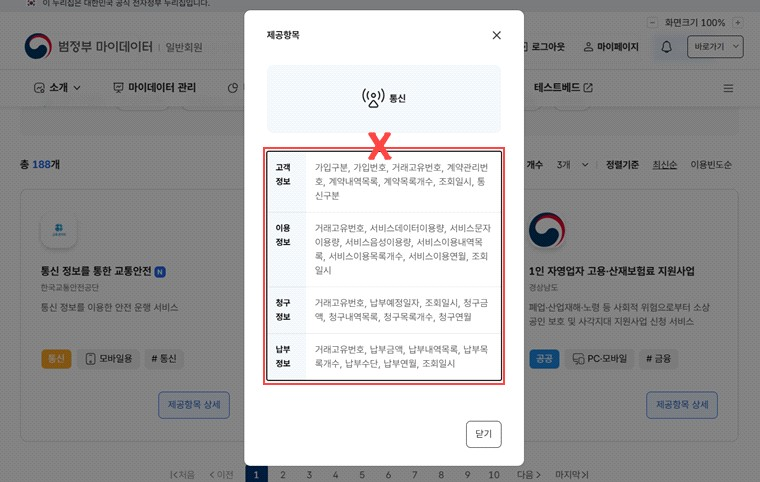 이 누리집은 대한민국 공식 전자정부 누리집입니다.
화면크기 100%
범정부 마이데이터 일반회원
로그아웃 마이페이지 바로가기
소개 마이데이터 관리 테스트베드
총 188개
개수 3개 정렬기준 최신순 이용빈도순
통신 정보를 통한 교통안전 N
한국교통안전공단
통신 정보를 이용한 안전 운행 서비스
통신 모바일용 # 통신
제공항목 상세
제공항목
통신
X
고객
정보
가입구분, 가입번호, 거래고유번호, 계약관리번
호, 계약내역목록, 계약목록개수, 조회일시, 통
신구분
이용
정보
거래고유번호, 서비스데이터이용량, 서비스문자
이용량, 서비스음성이용량, 서비스이용내역목
록, 서비스이용목록개수, 서비스이용연월, 조회
일시
청구
정보
거래고유번호, 납부예정일자, 조회일시, 청구금
액, 청구내역목록, 청구목록개수, 청구연월
납부
정보
거래고유번호, 납부금액, 납부내역목록, 납부목
록개수, 납부수단, 납부연월, 조회일시
닫기
1인 자영업자 고용·산재보험료 지원사업
경상남도
폐업·산업재해·노령 등 사회적 위험으로부터 소상
공인 보호 및 사각지대 지원사업 신청 서비스
공공 PC·모바일 # 금융
제공항목 상세
처음 이전 1 2 3 4 5 6 7 8 9 10 다음 마지막